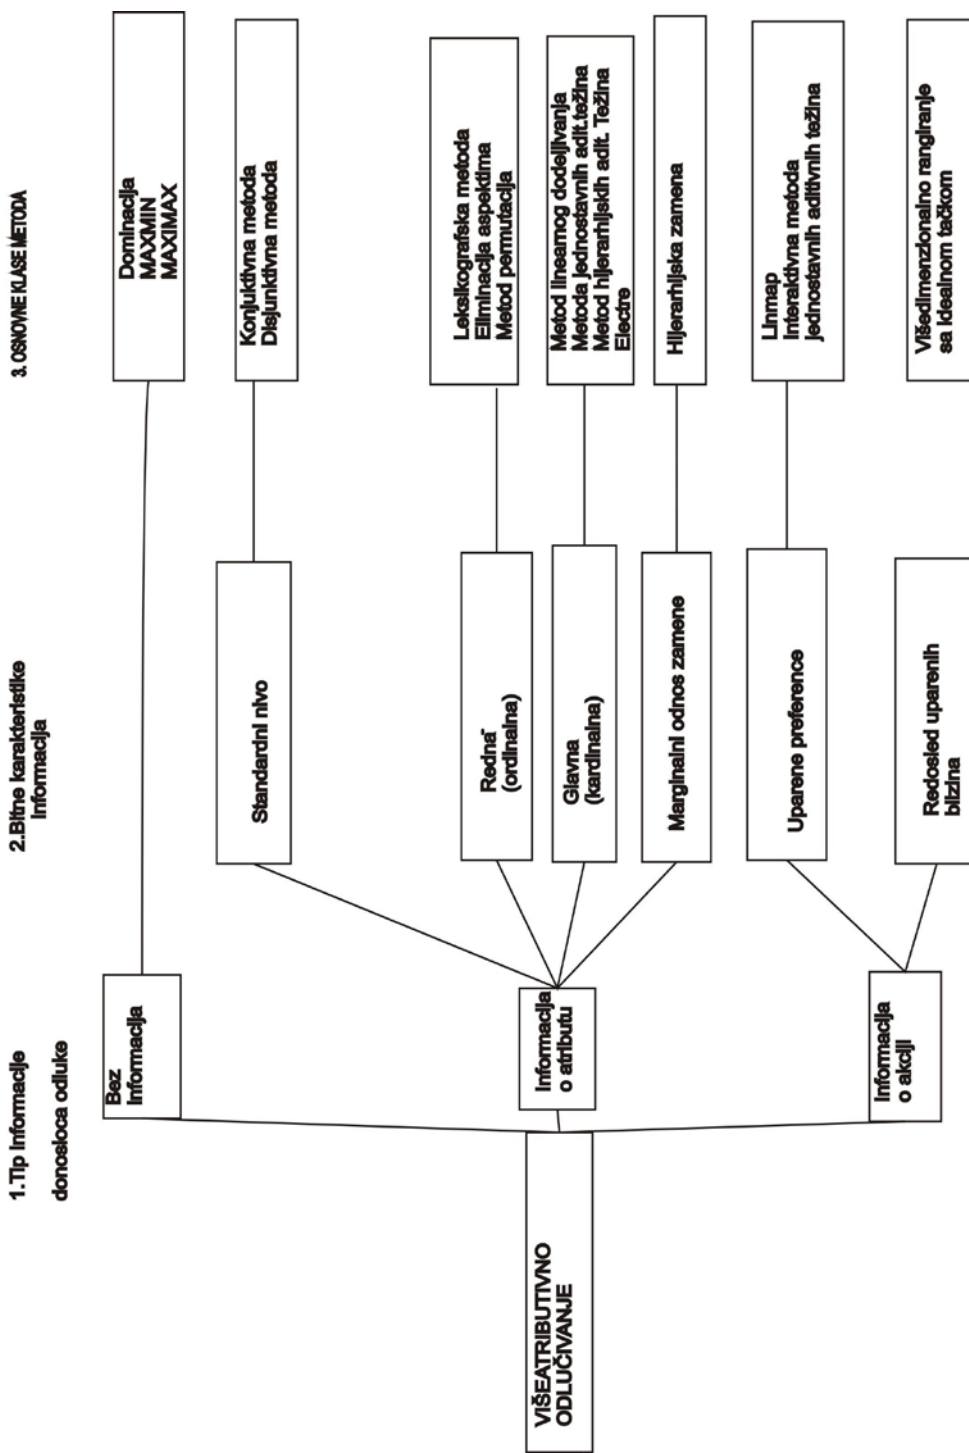 1.Tip informacije
donosioca odluke
2.Bitne karakteristike
informacija
3. OSNOVNE KLASE METODA
VIŠEATRIBUTIVNO
ODLUČIVANJE
Bez
informacija
Dominacija
MAXMIN
MAXIMAX
Informacija
o atributu
Standardni nivo
Konjuktivna metoda
Disjunktivna metoda
Redna
(ordinalna)
Leksikografska metoda
Eliminacija aspektima
Metod permutacija
Glavna
(kardinalna)
Metod linearnog dodeljivanja
Metoda jednostavnih adit.težina
Metod hijerarhijskih adit. Težina
Electre
Marginalni odnos zamene
Hijerarhijska zamena
Informacija
o akciji
Uparene preference
Linmap
Interaktivna metoda
jednostavnih aditivnih težina
Redosled uparenih
blizina
Višedimenzionalno rangiranje
sa idealnom tačkom